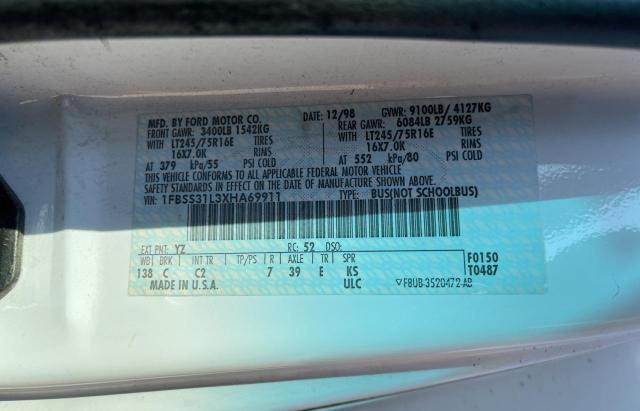 MFD. BY FORD MOTOR CO. DATE: 12/98 GVWR: 9100LB/ 4127KG
FRONT GAWR: 3400LB 1542KG REAR GAWR: 6084LB 2759KG
WITH LT245/75R16E TIRES WITH LT245/75R16E TIRES
16X7.0K RIMS 16X7.0K RIMS
AT 379 kPa/55 PSI COLD AT 552 kPa/80 PSI COLD
THIS VEHICLE CONFORMS TO ALL APPLICABLE FEDERAL MOTOR VEHICLE
SAFETY STANDARDS IN EFFECT ON THE DATE OF MANUFACTURE SHOWN ABOVE.
VIN: 1FBSS31L3XHA69911 TYPE: BUS(NOT SCHOOLBUS)
EXT PNT: YZ RC: 52 DSO: F0150
WB BRK INT TR TP/PS R AXLE TR SPR T0487
138 C C2 7 39 E KS
MADE IN U.S.A. ULC F8UB-3520472-AB